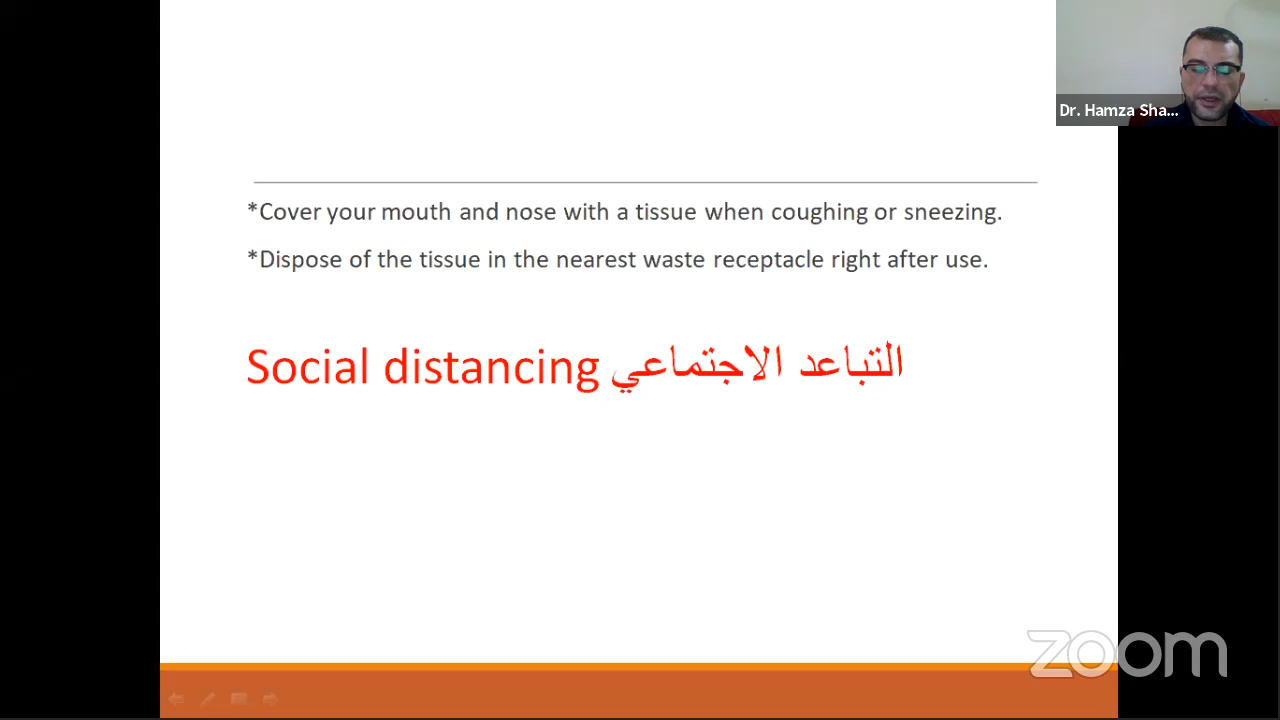 Dr. Hamza Sha...
*Cover your mouth and nose with a tissue when coughing or sneezing.
*Dispose of the tissue in the nearest waste receptacle right after use.
Social distancing التباعد الاجتماعي
zoom